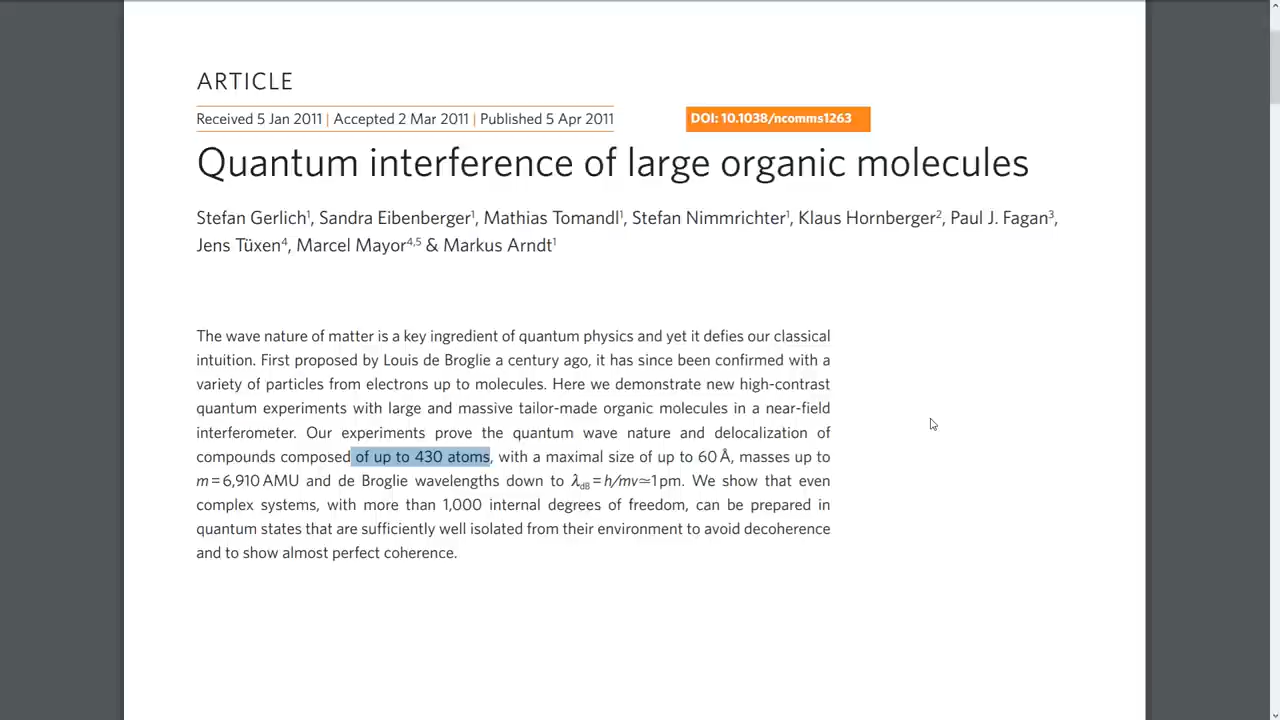 ARTICLE
Received 5 Jan 2011 | Accepted 2 Mar 2011 | Published 5 Apr 2011
DOI: 10.1038/ncomms1263
Quantum interference of large organic molecules
Stefan Gerlich¹, Sandra Eibenberger¹, Mathias Tomandl¹, Stefan Nimmrichter¹, Klaus Hornberger², Paul J. Fagan³,
Jens Tüxen⁴, Marcel Mayor⁴,⁵ & Markus Arndt¹
The wave nature of matter is a key ingredient of quantum physics and yet it defies our classical
intuition. First proposed by Louis de Broglie a century ago, it has since been confirmed with a
variety of particles from electrons up to molecules. Here we demonstrate new high-contrast
quantum experiments with large and massive tailor-made organic molecules in a near-field
interferometer. Our experiments prove the quantum wave nature and delocalization of
compounds composed of up to 430 atoms, with a maximal size of up to 60 Å, masses up to
m = 6,910 AMU and de Broglie wavelengths down to λdB = h/mv≃1 pm. We show that even
complex systems, with more than 1,000 internal degrees of freedom, can be prepared in
quantum states that are sufficiently well isolated from their environment to avoid decoherence
and to show almost perfect coherence.